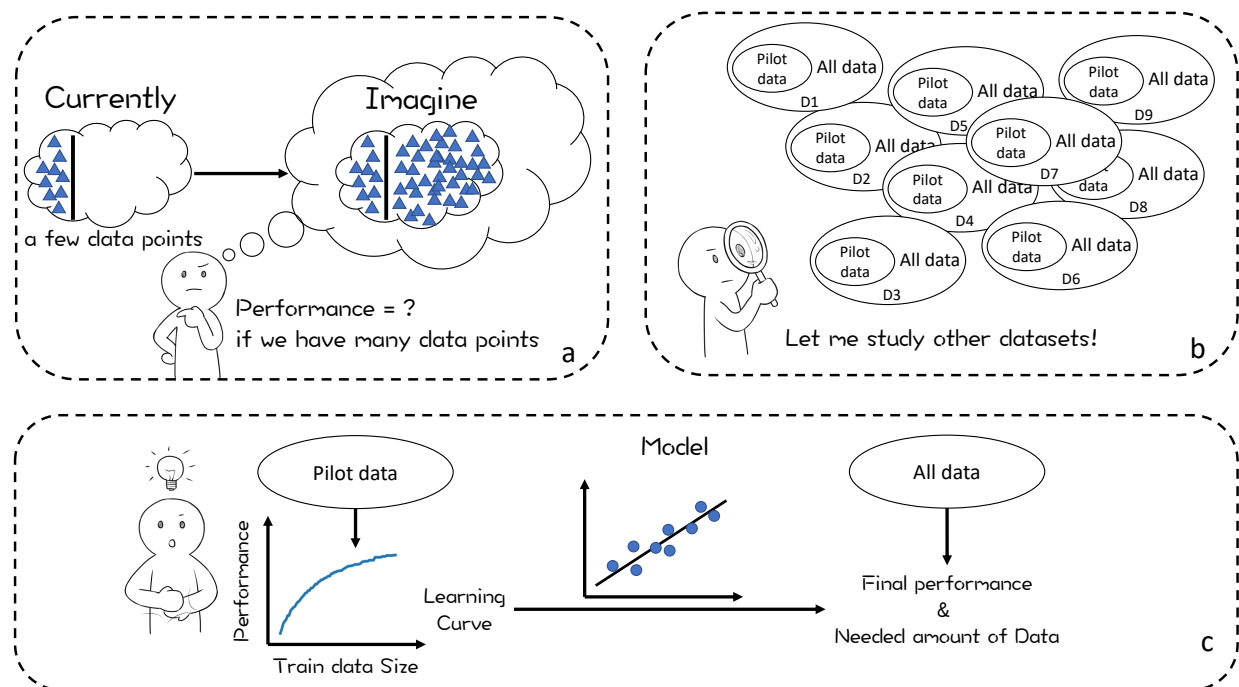 Currently
Imagine
a few data points
Performance = ?
if we have many data points
a
Pilot
data
All data
D1
Pilot
data
All data
D2
Pilot
data
All data
D3
Pilot
data
All data
D4
Pilot
data
All data
D5
Pilot
data
All data
D6
Pilot
data
All data
D7
data
All data
D8
Pilot
data
All data
D9
Let me study other datasets!
b
Pilot data
Performance
Train data Size
Learning
Curve
Model
All data
Final performance
&
Needed amount of Data
c